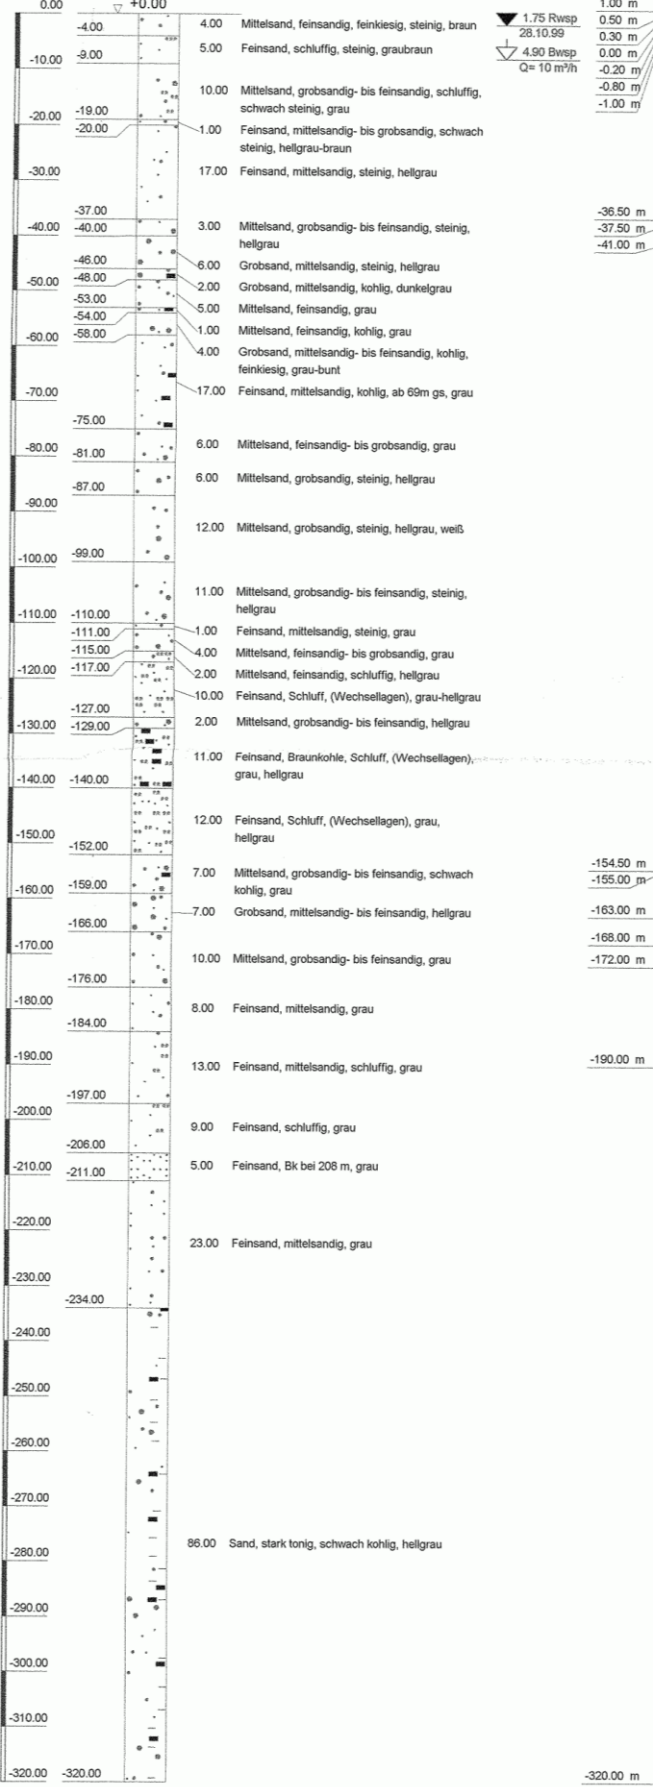 0.00
+0.00
-4.00
4.00 Mittelsand, feinsandig, feinkiesig, steinig, braun
-9.00
5.00 Feinsand, schluffig, steinig, graubraun
-10.00
10.00 Mittelsand, grobsandig- bis feinsandig, schluffig,
schwach steinig, grau
-19.00
-20.00
-20.00
1.00 Feinsand, mittelsandig- bis grobsandig, schwach
steinig, hellgrau-braun
-30.00
17.00 Feinsand, mittelsandig, steinig, hellgrau
-37.00
-40.00
-40.00
3.00 Mittelsand, grobsandig- bis feinsandig, steinig,
hellgrau
-46.00
6.00 Grobsand, mittelsandig, steinig, hellgrau
-48.00
-50.00
2.00 Grobsand, mittelsandig, kohlig, dunkelgrau
-53.00
5.00 Mittelsand, feinsandig, grau
-54.00
1.00 Mittelsand, feinsandig, kohlig, grau
-58.00
-60.00
4.00 Grobsand, mittelsandig- bis feinsandig, kohlig,
feinkiesig, grau-bunt
-70.00
17.00 Feinsand, mittelsandig, kohlig, ab 69m gs, grau
-75.00
-80.00
6.00 Mittelsand, feinsandig- bis grobsandig, grau
-81.00
6.00 Mittelsand, grobsandig, steinig, hellgrau
-87.00
-90.00
12.00 Mittelsand, grobsandig, steinig, hellgrau, weiß
-99.00
-100.00
11.00 Mittelsand, grobsandig- bis feinsandig, steinig,
hellgrau
-110.00
-110.00
-111.00
1.00 Feinsand, mittelsandig, steinig, grau
-115.00
4.00 Mittelsand, feinsandig- bis grobsandig, grau
-117.00
-120.00
2.00 Mittelsand, feinsandig, schluffig, hellgrau
10.00 Feinsand, Schluff, (Wechsellagen), grau-hellgrau
-127.00
-129.00
-130.00
2.00 Mittelsand, grobsandig- bis feinsandig, hellgrau
11.00 Feinsand, Braunkohle, Schluff, (Wechsellagen),
grau, hellgrau
-140.00
-140.00
12.00 Feinsand, Schluff, (Wechsellagen), grau,
hellgrau
-150.00
-152.00
7.00 Mittelsand, grobsandig- bis feinsandig, schwach
kohlig, grau
-159.00
-160.00
7.00 Grobsand, mittelsandig- bis feinsandig, hellgrau
-166.00
-170.00
10.00 Mittelsand, grobsandig- bis feinsandig, grau
-176.00
-180.00
8.00 Feinsand, mittelsandig, grau
-184.00
-190.00
13.00 Feinsand, mittelsandig, schluffig, grau
-197.00
-200.00
9.00 Feinsand, schluffig, grau
-206.00
-210.00
5.00 Feinsand, Bk bei 208 m, grau
-211.00
-220.00
23.00 Feinsand, mittelsandig, grau
-230.00
-234.00
-240.00
-250.00
-260.00
-270.00
86.00 Sand, stark tonig, schwach kohlig, hellgrau
-280.00
-290.00
-300.00
-310.00
-320.00
-320.00
1.75 Rwsp
28.10.99
4.90 Bwsp
Q= 10 m³/h
1.00 m
0.50 m
0.30 m
0.00 m
-0.20 m
-0.80 m
-1.00 m
-36.50 m
-37.50 m
-41.00 m
-154.50 m
-155.00 m
-163.00 m
-168.00 m
-172.00 m
-190.00 m
-320.00 m